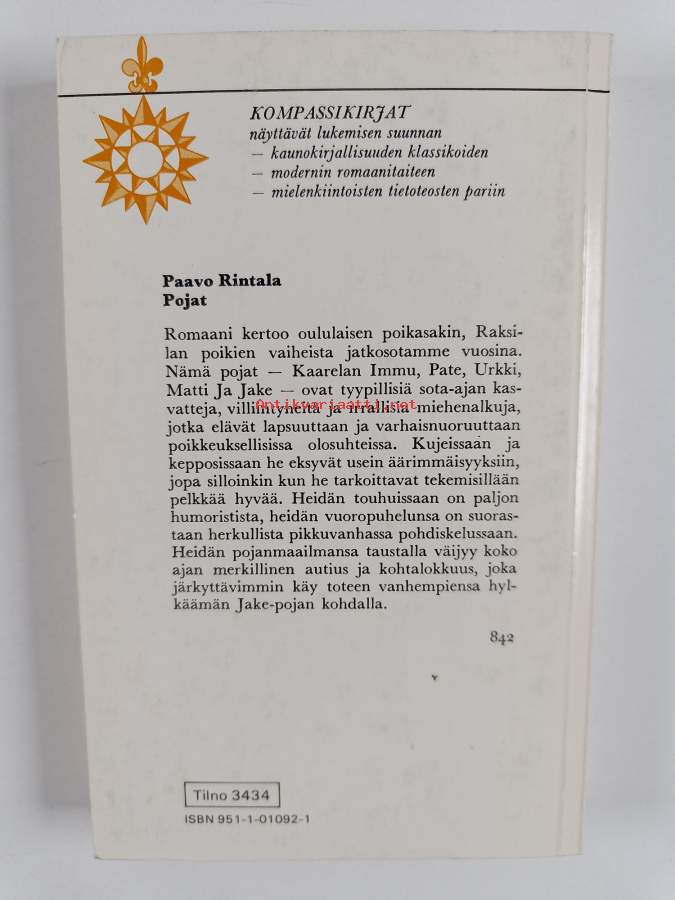 KOMPASSIKIRJAT
näyttävät lukemisen suunnan
— kaunokirjallisuuden klassikoiden
— modernin romaanitaiteen
— mielenkiintoisten tietoteosten pariin
Paavo Rintala
Pojat
Romaani kertoo oululaisen poikasakin, Raksi-
lan poikien vaiheista jatkosotamme vuosina.
Nämä pojat — Kaarelan Immu, Pate, Urkki,
Matti Ja Jake — ovat tyypillisiä sota-ajan kas-
vatteja, villiintyneitä ja irrallisia miehenalkuja,
Antikvariaatti.net
jotka elävät lapsuuttaan ja varhaisnuoruuttaan
poikkeuksellisissa olosuhteissa. Kujeissaan ja
kepposissaan he eksyvät usein äärimmäisyyksiin,
jopa silloinkin kun he tarkoittavat tekemisillään
pelkkää hyvää. Heidän touhuissaan on paljon
humoristista, heidän vuoropuhelunsa on suoras-
taan herkullista pikkuvanhassa pohdiskelussaan.
Heidän pojanmaailmansa taustalla väijyy koko
ajan merkillinen autius ja kohtalokkuus, joka
järkyttävimmin käy toteen vanhempiensa hyl-
käämän Jake-pojan kohdalla.
842
Tilno 3434
ISBN 951-1-01092-1